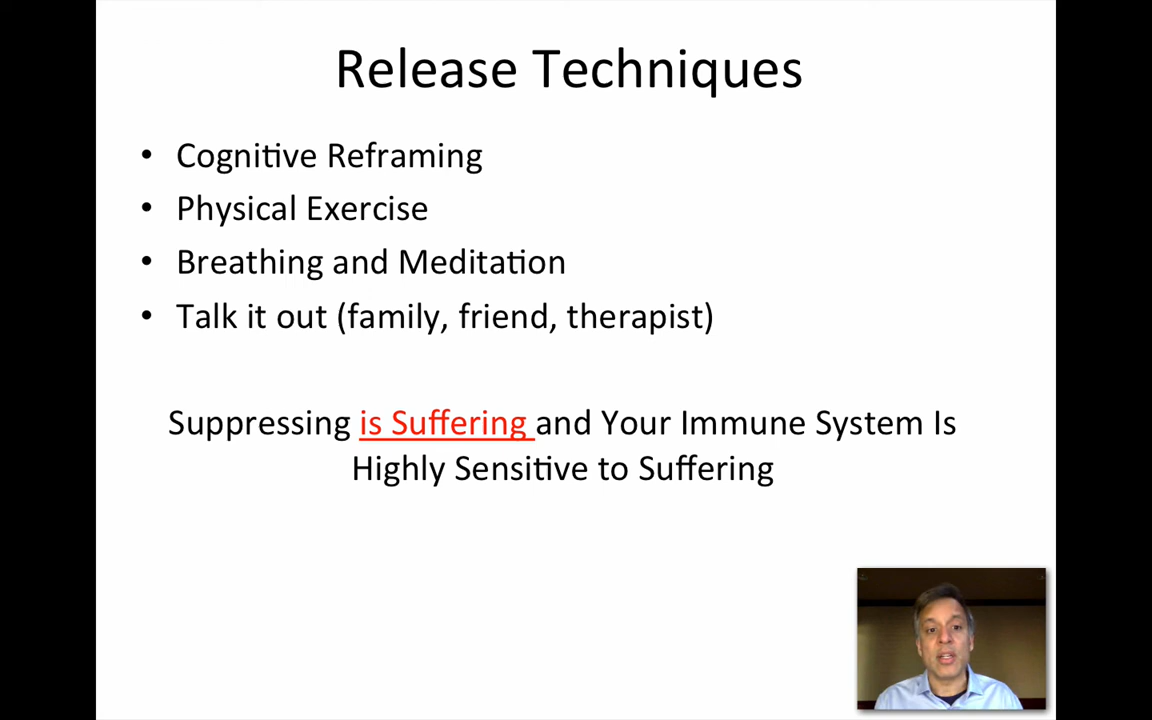 Release Techniques
• Cognitive Reframing
• Physical Exercise
• Breathing and Meditation
• Talk it out (family, friend, therapist)
Suppressing is Suffering and Your Immune System Is
Highly Sensitive to Suffering